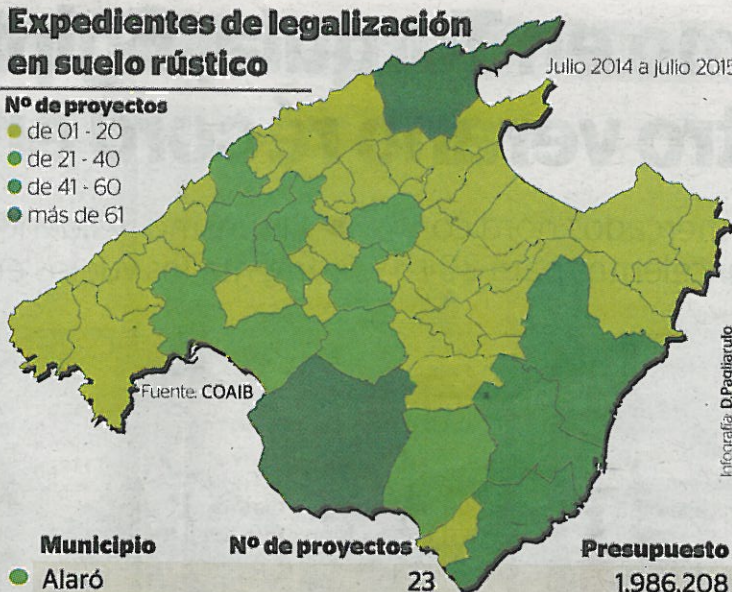 Expedientes de legalización
en suelo rústico
Julio 2014 a julio 2015
Nº de proyectos
de 01 - 20
de 21 - 40
de 41 - 60
más de 61
Fuente: COAIB
Infografía: D.Pagliarulo
Municipio Nº de proyectos Presupuesto
Alaró 23 1.986.208